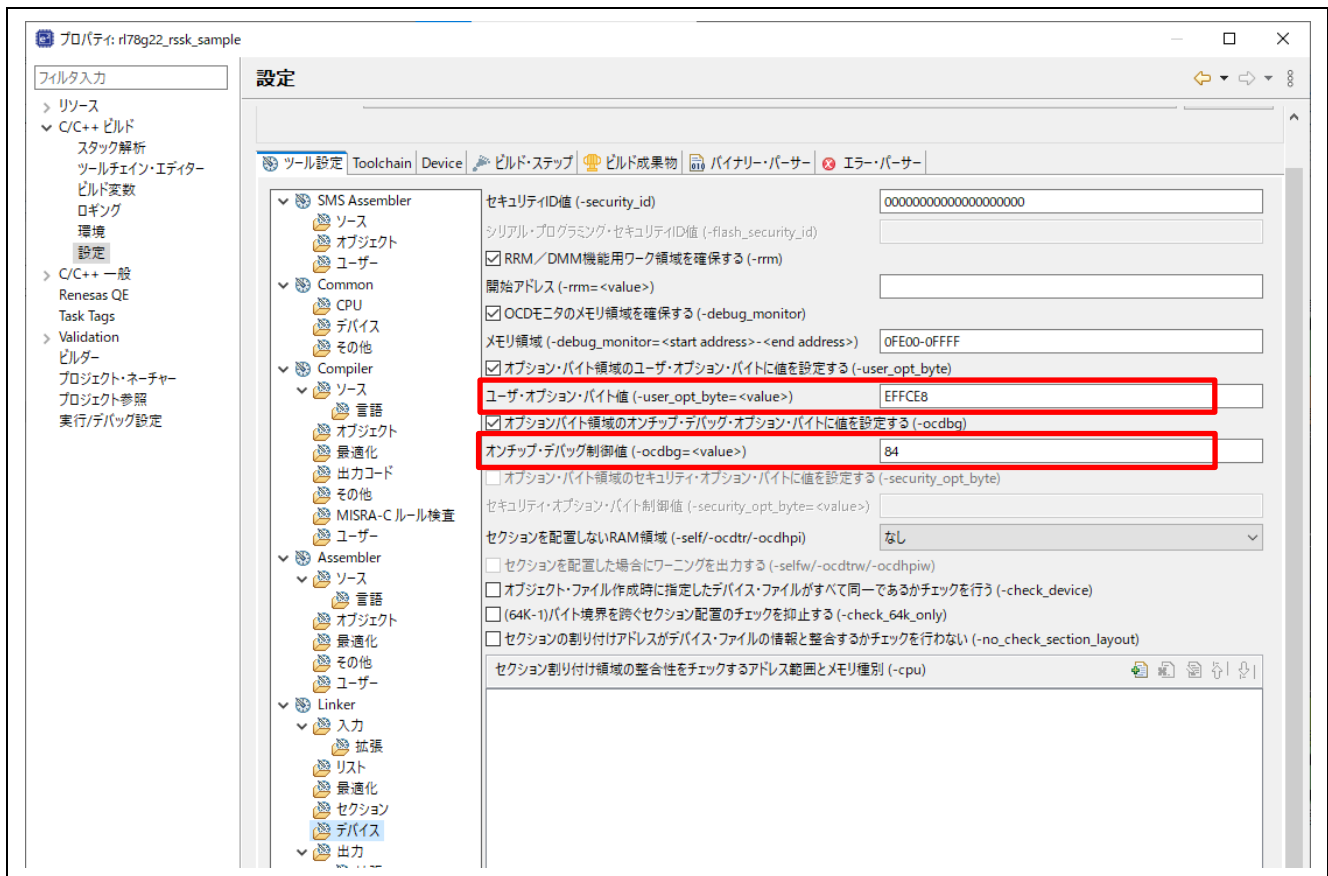 プロパティ: rl78g22_rssk_sample
フィルタ入力
設定
リソース
C/C++ ビルド
スタック解析
ツールチェイン・エディター
ビルド変数
ロギング
環境
設定
C/C++ 一般
Renesas QE
Task Tags
Validation
ビルダー
プロジェクト・ネーチャー
プロジェクト参照
実行/デバッグ設定
ツール設定 Toolchain Device ビルド・ステップ ビルド成果物 バイナリー・パーサー エラー・パーサー
SMS Assembler
ソース
オブジェクト
ユーザー
Common
CPU
デバイス
その他
Compiler
ソース
言語
オブジェクト
最適化
出力コード
その他
MISRA-C ルール検査
ユーザー
Assembler
ソース
言語
オブジェクト
最適化
その他
ユーザー
Linker
入力
拡張
リスト
最適化
セクション
デバイス
出力
セキュリティID値 (-security_id) 00000000000000000000
シリアル・プログラミング・セキュリティID値 (-flash_security_id)
RRM/DMM機能用ワーク領域を確保する (-rrm)
開始アドレス (-rrm=<value>)
OCDモニタのメモリ領域を確保する (-debug_monitor)
メモリ領域 (-debug_monitor=<start address>-<end address>) 0FE00-0FFFF
オプション・バイト領域のユーザ・オプション・バイトに値を設定する (-user_opt_byte)
ユーザ・オプション・バイト値 (-user_opt_byte=<value>) EFFCE8
オプションバイト領域のオンチップ・デバッグ・オプション・バイトに値を設定する (-ocdbg)
オンチップ・デバッグ制御値 (-ocdbg=<value>) 84
オプション・バイト領域のセキュリティ・オプション・バイトに値を設定する (-security_opt_byte)
セキュリティ・オプション・バイト制御値 (-security_opt_byte=<value>)
セクションを配置しないRAM領域 (-self/-ocdtr/-ocdhpi) なし
セクションを配置した場合にワーニングを出力する (-selfw/-ocdtrw/-ocdhpiw)
オブジェクト・ファイル作成時に指定したデバイス・ファイルがすべて同一であるかチェックを行う (-check_device)
(64K-1)バイト境界を跨ぐセクション配置のチェックを抑止する (-check_64k_only)
セクションの割り付けアドレスがデバイス・ファイルの情報と整合するかチェックを行わない (-no_check_section_layout)
セクション割り付け領域の整合性をチェックするアドレス範囲とメモリ種別 (-cpu)